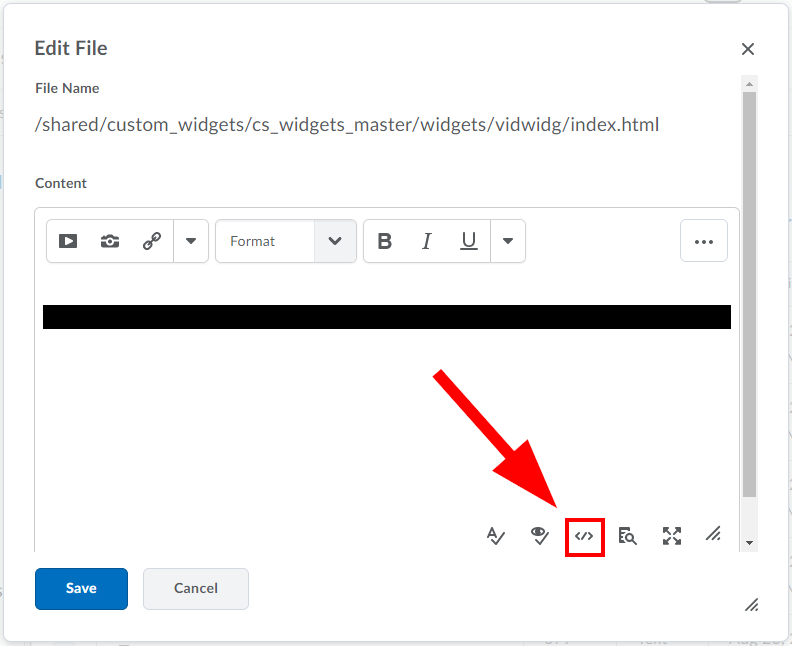 Edit File
File Name
/shared/custom_widgets/cs_widgets_master/widgets/vidwidg/index.html
Content
Format
B I U
Save
Cancel